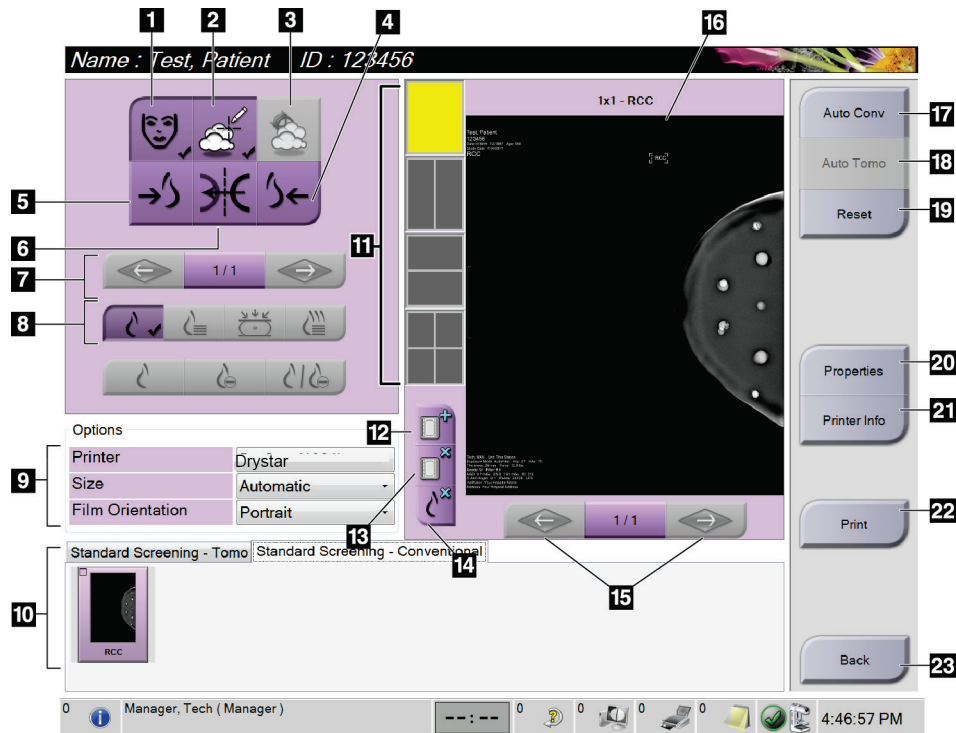 1
2
3
4
16
Name : Test, Patient ID : 123456
1x1 - RCC
Test, Patient
123456
RCC
RCC
Auto Conv
17
Auto Tomo
18
Reset
19
5
6
11
7
1 / 1
8
Properties
20
Printer Info
21
12
Options
9
Printer
Drystar
Size
Automatic
Film Orientation
Portrait
13
14
1 / 1
15
Print
22
Standard Screening - Tomo
Standard Screening - Conventional
10
RCC
Back
23
0
Manager, Tech ( Manager )
--:--
0
0
0
0
4:46:57 PM